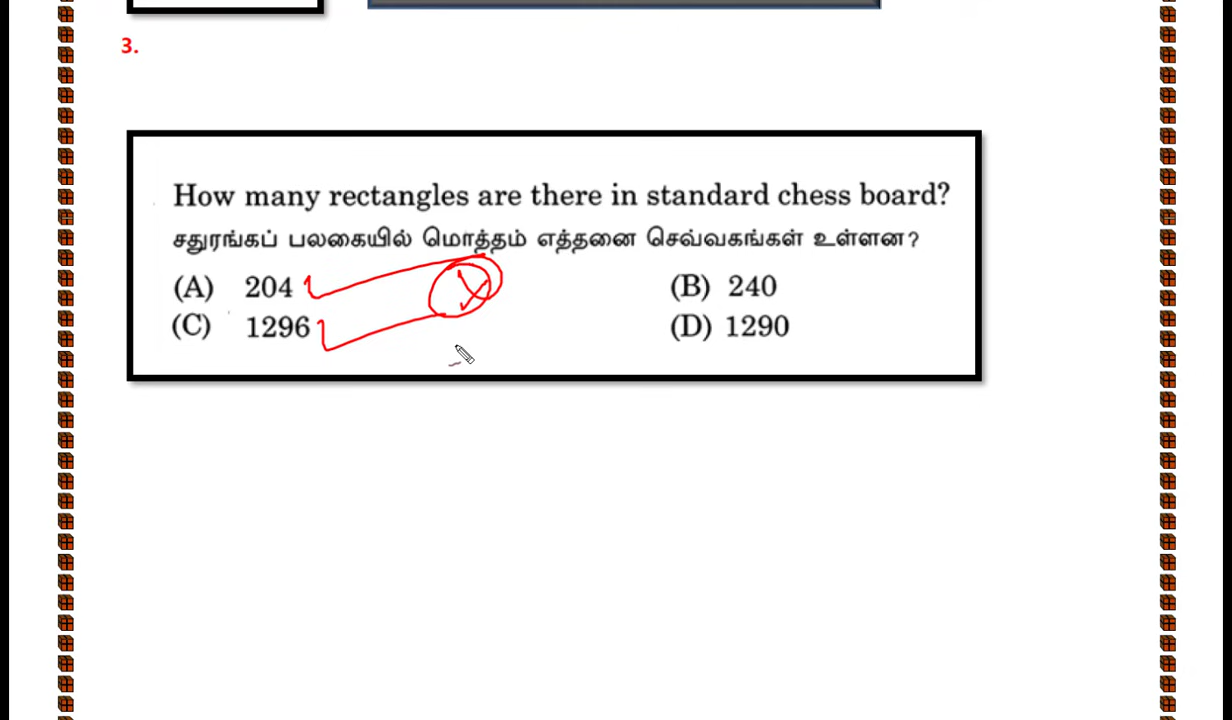 3.
How many rectangles are there in standard chess board?
சதுரங்கப் பலகையில் மொத்தம் எத்தனை செவ்வகங்கள் உள்ளன?
(A) 204 (B) 240
(C) 1296 (D) 1290